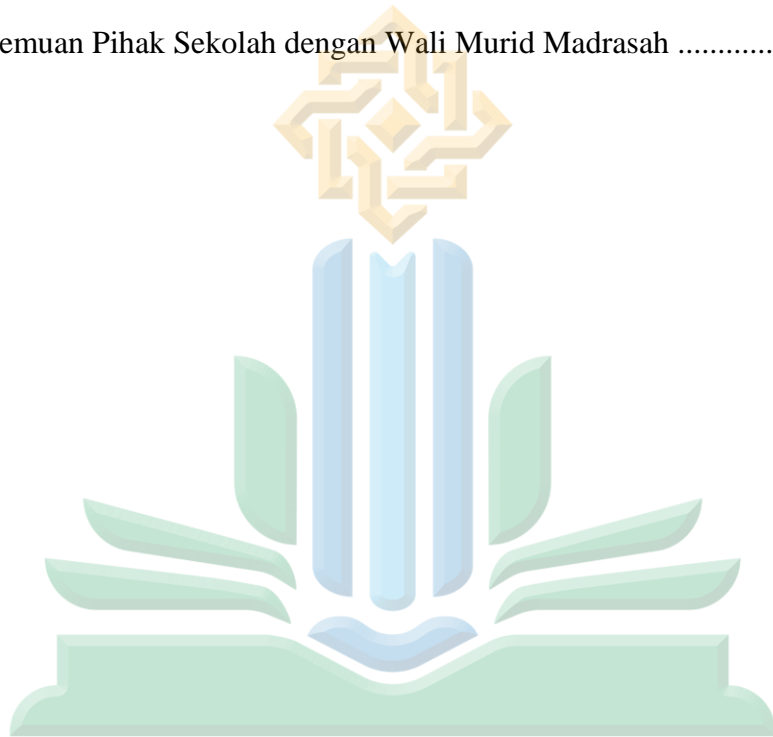 emuan Pihak Sekolah dengan Wali Murid Madrasah ............